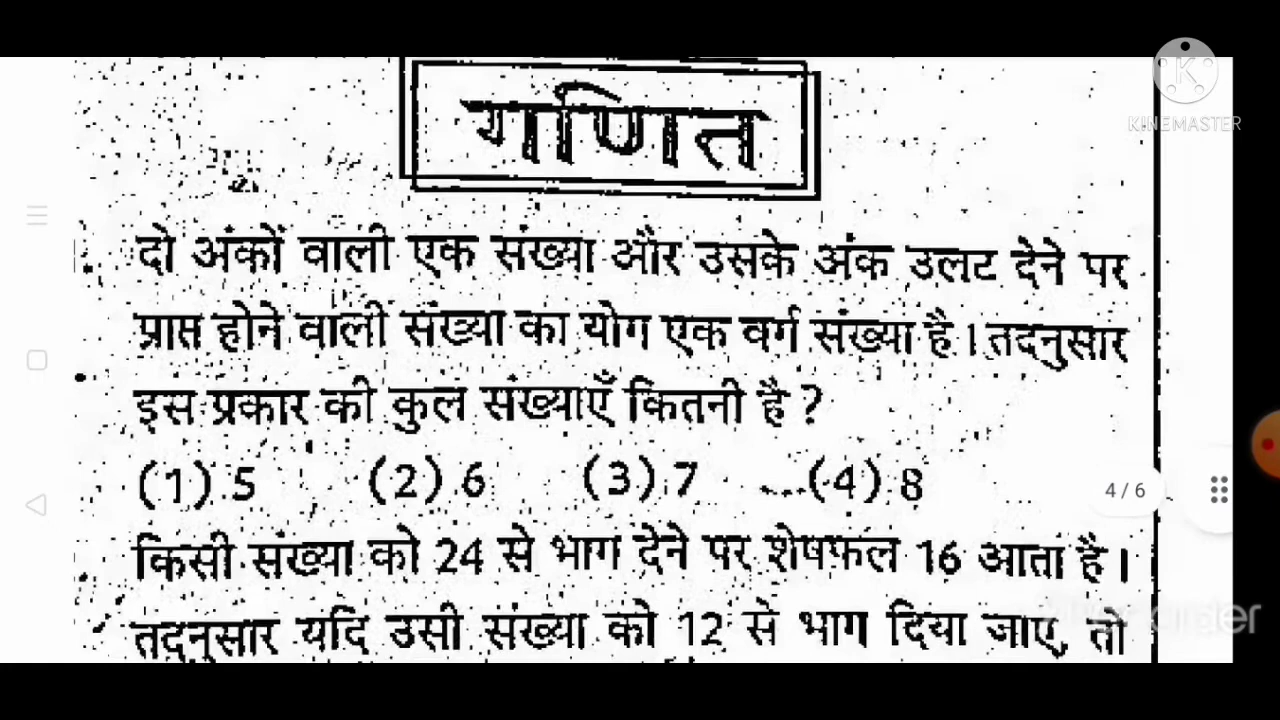 KINEMASTER
गणित
दो अंकों वाली एक संख्या और उसके अंक उलट देने पर
प्राप्त होने वाली संख्या का योग एक वर्ग संख्या है। तदनुसार
इस प्रकार की कुल संख्याएँ कितनी है ?
(1) 5 (2) 6 (3) 7 (4) 8
4 / 6
किसी संख्या को 24 से भाग देने पर शेषफल 16 आता है।
तदनुसार यदि उसी संख्या को 12 से भाग दिया जाए, तो